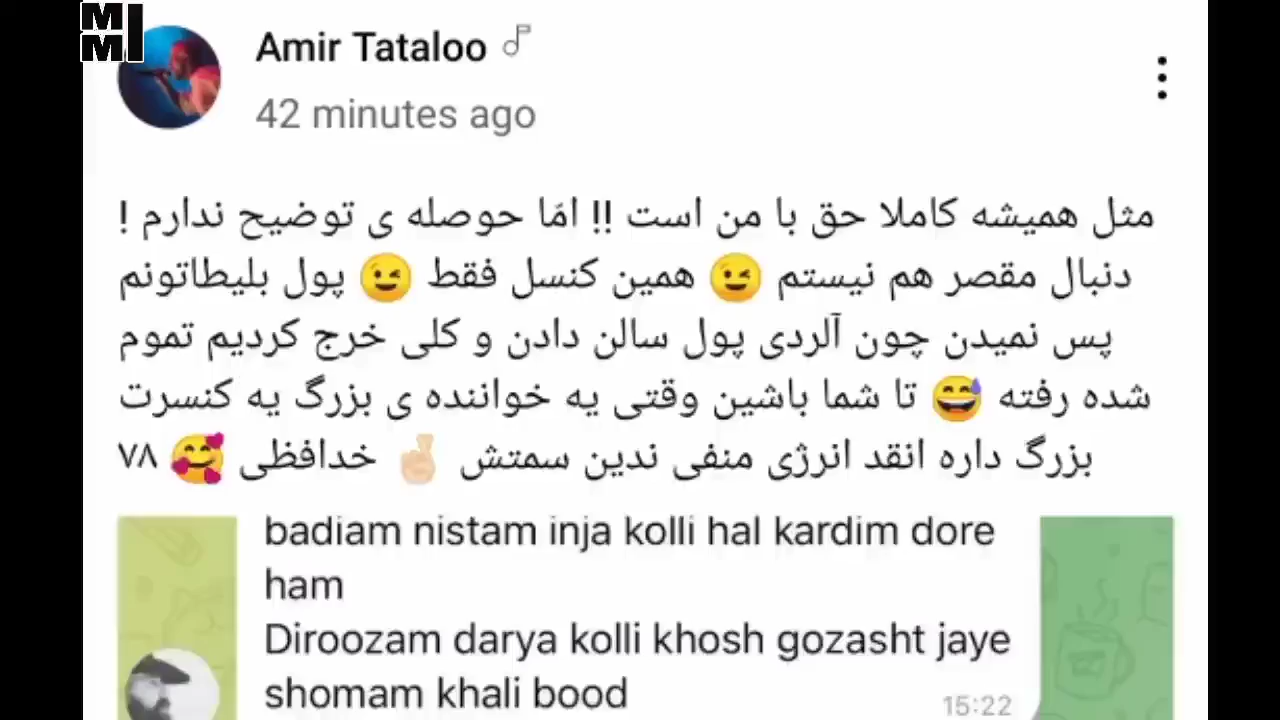 MMI
Amir Tataloo
42 minutes ago
مثل همیشه کاملا حق با من است !! امّا حوصله ی توضیح ندارم !
دنبال مقصر هم نیستم 😉 همین کنسل فقط 😉 پول بلیطاتونم
پس نمیدن چون آلردی پول سالن دادن و کلی خرج کردیم تموم
شده رفته 😅 تا شما باشین وقتی یه خواننده ی بزرگ یه کنسرت
بزرگ داره انقد انرژی منفی ندین سمتش 🤞🏻 خدافظی 🥰 ۷۸
badiam nistam inja kolli hal kardim dore
ham
Diroozam darya kolli khosh gozasht jaye
shomam khali bood
15:22